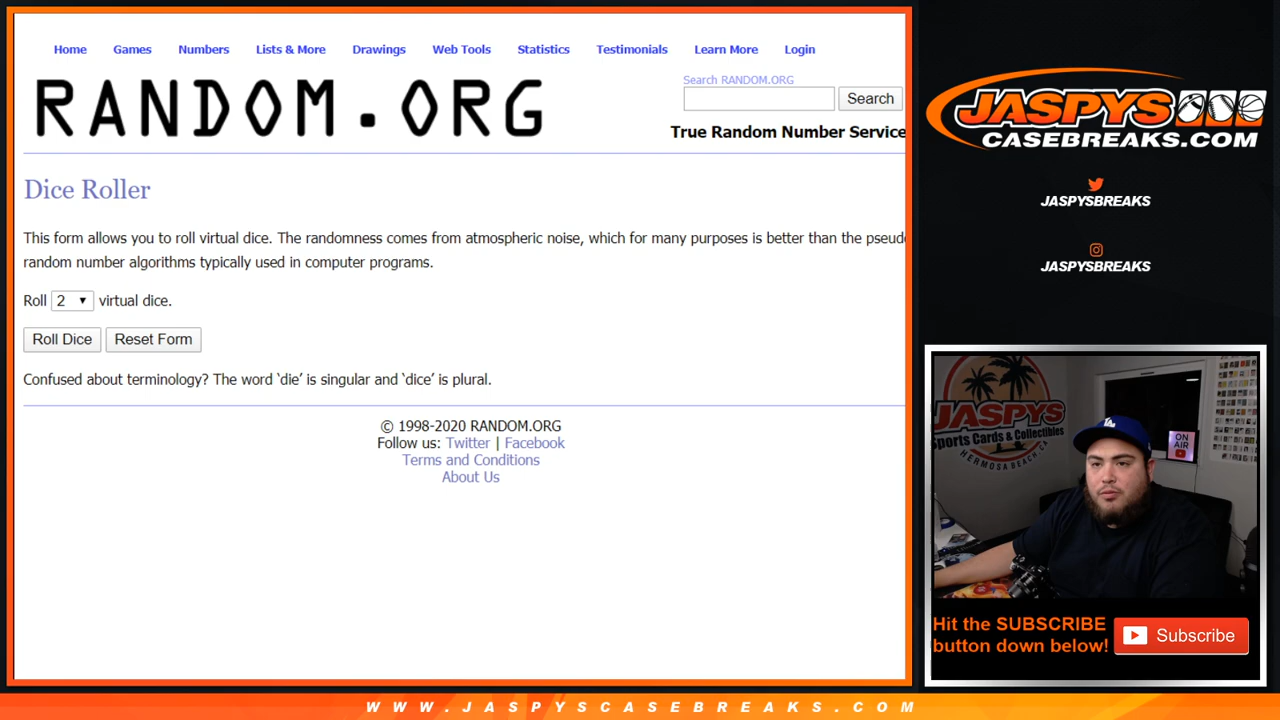 Home Games Numbers Lists & More Drawings Web Tools Statistics Testimonials Learn More Login
RANDOM.ORG
Search RANDOM.ORG
Search
True Random Number Service
Dice Roller
This form allows you to roll virtual dice. The randomness comes from atmospheric noise, which for many purposes is better than the pseudo
random number algorithms typically used in computer programs.
Roll 2 virtual dice.
Roll Dice Reset Form
Confused about terminology? The word ‘die’ is singular and ‘dice’ is plural.
© 1998-2020 RANDOM.ORG
Follow us: Twitter | Facebook
Terms and Conditions
About Us
JASPYS
CASEBREAKS.COM
JASPYSBREAKS
JASPYSBREAKS
JASPYS
Sports Cards & Collectibles
HERMOSA BEACH, CA
LA
ON
AIR
Hit the SUBSCRIBE
button down below!
Subscribe
WWW.JASPYSCASEBREAKS.COM